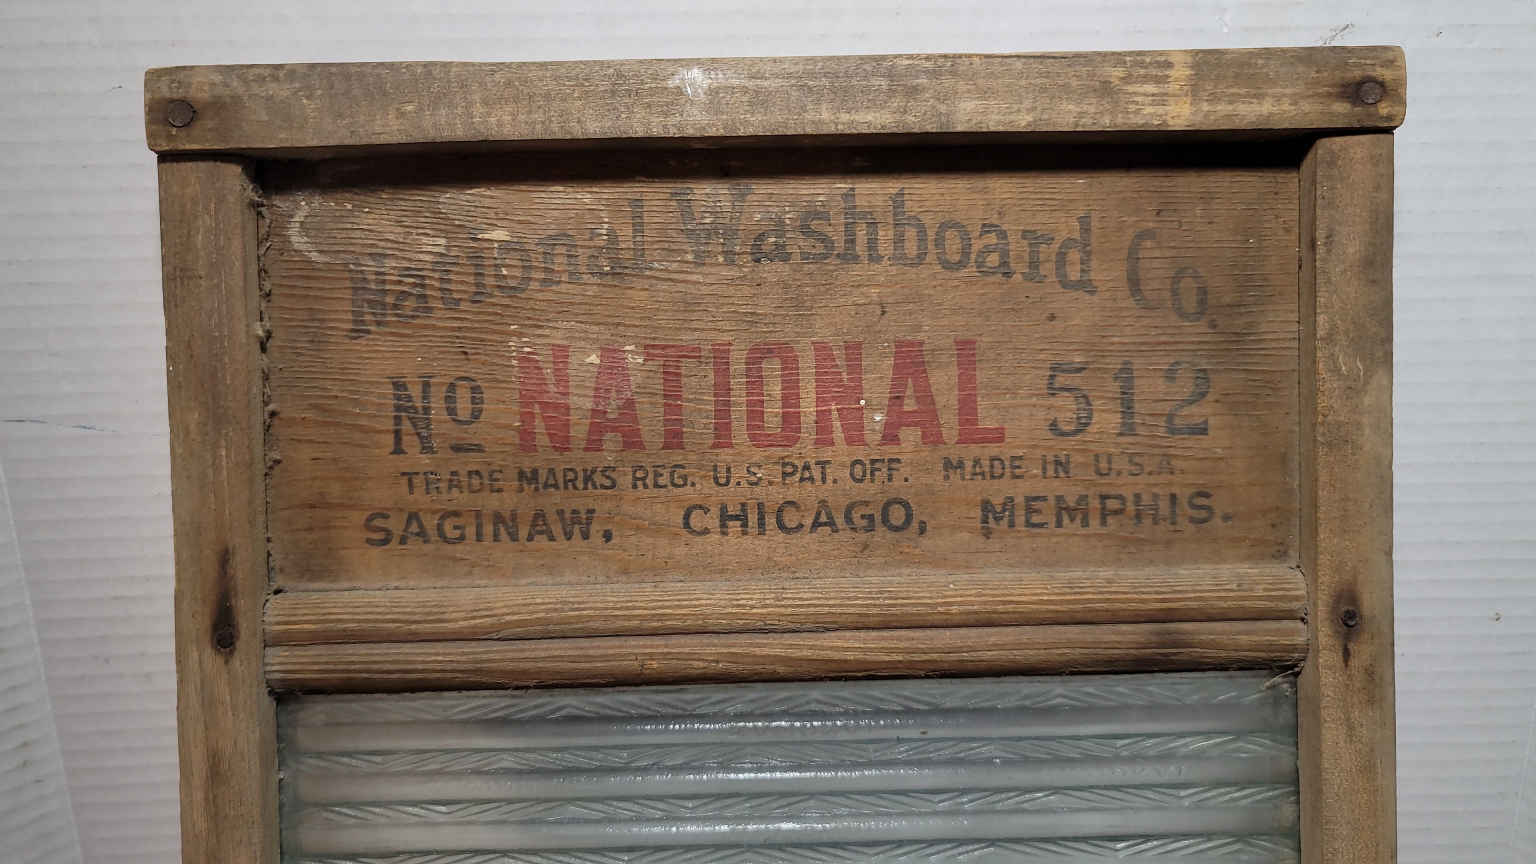 National Washboard Co.
No NATIONAL 512
TRADE MARKS REG. U.S. PAT. OFF. MADE IN U.S.A.
SAGINAW, CHICAGO, MEMPHIS.